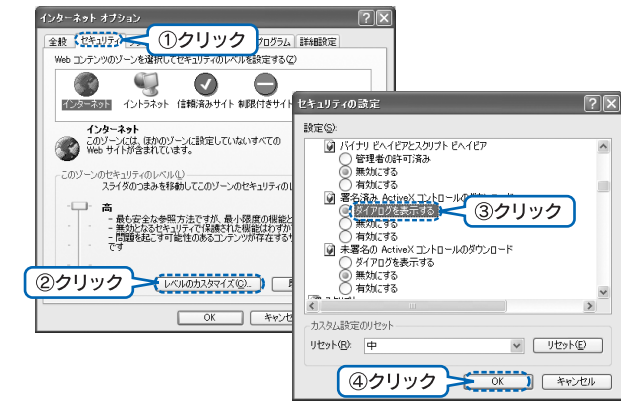 インターネット オプション
全般
セキュリティ
①クリック
プログラム
詳細設定
Web コンテンツのゾーンを選択してセキュリティのレベルを設定する(Z)
インターネット
イントラネット
信頼済みサイト
制限付きサイト
インターネット
このゾーンには、ほかのゾーンに設定していないすべての
Web サイトが含まれています。
このゾーンのセキュリティのレベル(L)
スライダのつまみを移動してこのゾーンのセキュリティのレ
高
- 最も安全な参照方法ですが、最小限度の機能と
- 無効となるセキュリティで保護された機能はわずか
- 問題を起こす可能性のあるコンテンツが存在するサ
です
②クリック
レベルのカスタマイズ(C)...
OK
キャンセ
セキュリティの設定
設定(S):
バイナリ ビヘイビアとスクリプト ビヘイビア
管理者の許可済み
無効にする
有効にする
署名済み ActiveX コントロールのダウンロード
ダイアログを表示する
③クリック
無効にする
有効にする
未署名の ActiveX コントロールのダウンロード
ダイアログを表示する
無効にする
有効にする
カスタム設定のリセット
リセット(R):
中
リセット(E)
④クリック
OK
キャンセル